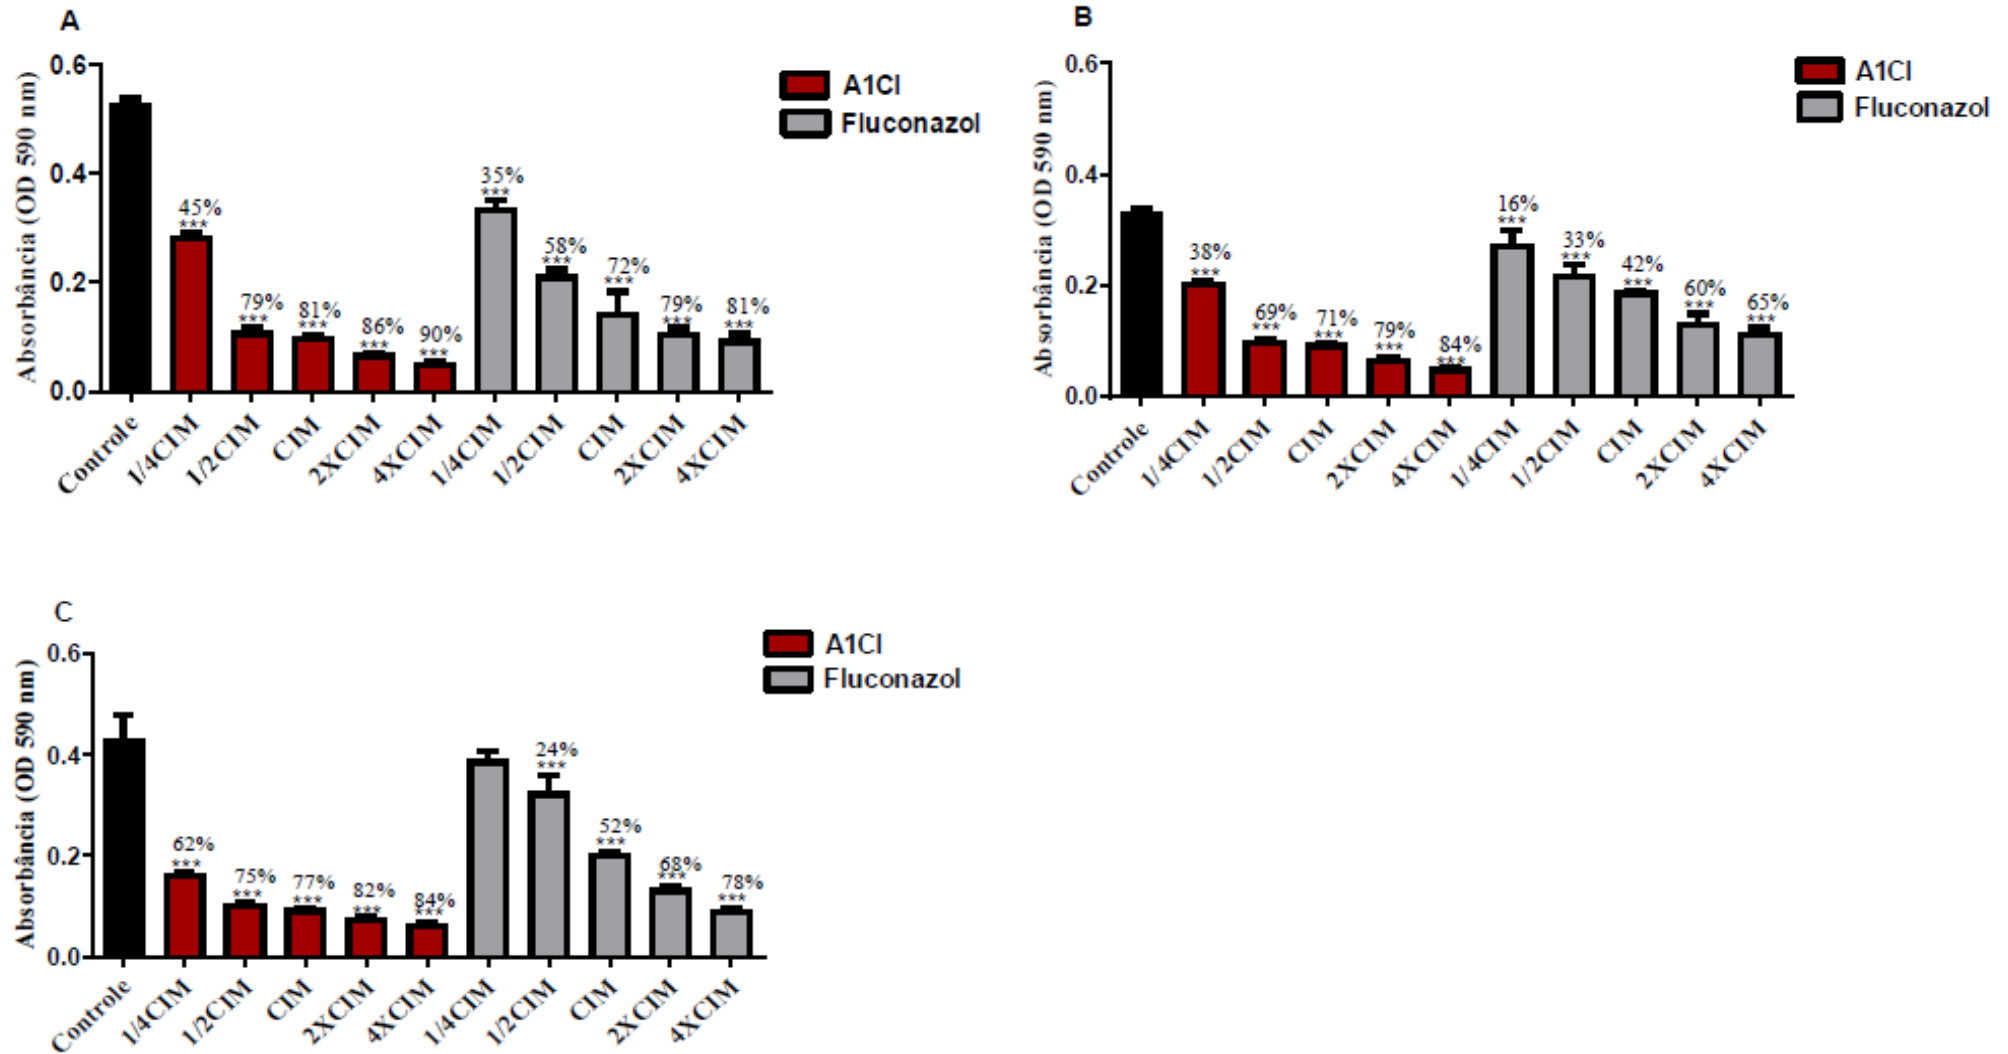 A
0.6
0.4
0.2
0.0
Absorbância (OD 590 nm)
A1Cl
Fluconazol
45%
***
79%
***
81%
***
86%
***
90%
***
35%
***
58%
***
72%
***
79%
***
81%
***
Controle
1/4CIM
1/2CIM
CIM
2XCIM
4XCIM
1/4CIM
1/2CIM
CIM
2XCIM
4XCIM
B
0.6
0.4
0.2
0.0
Absorbância (OD 590 nm)
A1Cl
Fluconazol
38%
***
69%
***
71%
***
79%
***
84%
***
16%
***
33%
***
42%
***
60%
***
65%
***
Controle
1/4CIM
1/2CIM
CIM
2XCIM
4XCIM
1/4CIM
1/2CIM
CIM
2XCIM
4XCIM
C
0.6
0.4
0.2
0.0
Absorbância (OD 590 nm)
A1Cl
Fluconazol
62%
***
75%
***
77%
***
82%
***
84%
***
24%
***
52%
***
68%
***
78%
***
Controle
1/4CIM
1/2CIM
CIM
2XCIM
4XCIM
1/4CIM
1/2CIM
CIM
2XCIM
4XCIM